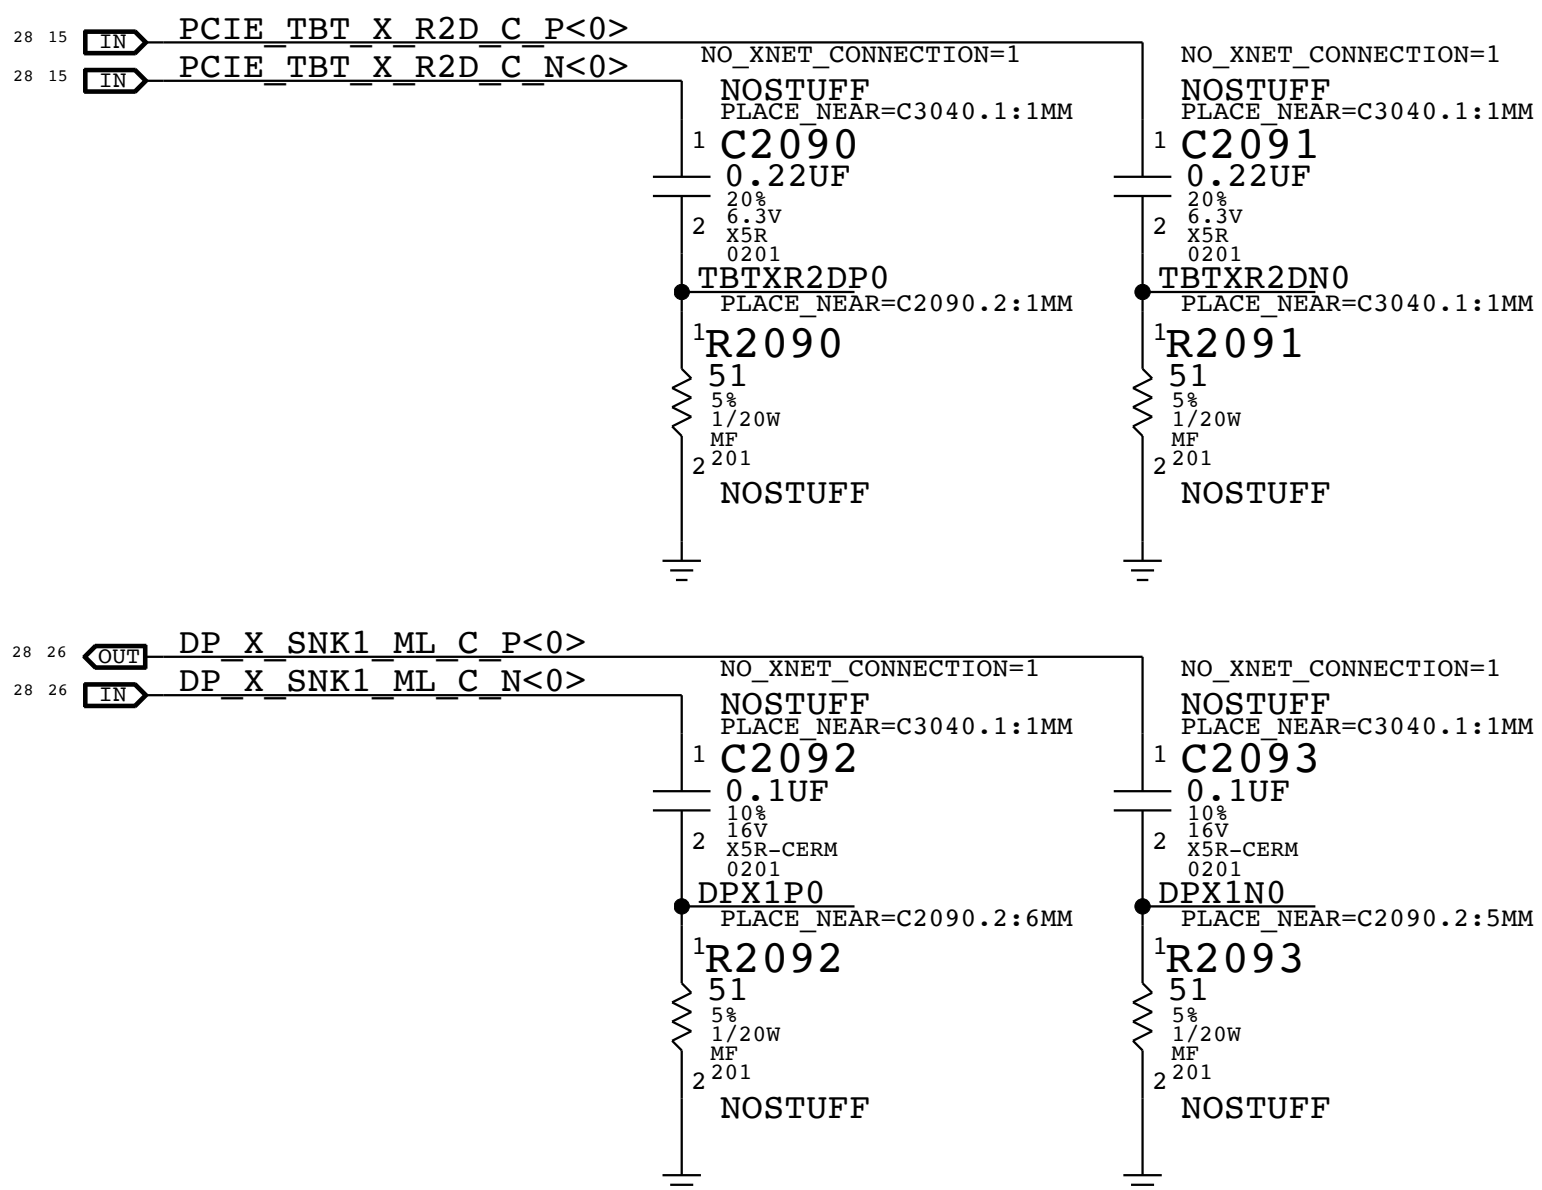 28 15 IN PCIE_TBT_X_R2D_C_P<0>
28 15 IN PCIE_TBT_X_R2D_C_N<0>
NO_XNET_CONNECTION=1
NOSTUFF
PLACE_NEAR=C3040.1:1MM
1 C2090
0.22UF
20%
6.3V
2
X5R
0201
TBTXR2DP0
PLACE_NEAR=C2090.2:1MM
1 R2090
51
5%
1/20W
MF
2 201
NOSTUFF
NO_XNET_CONNECTION=1
NOSTUFF
PLACE_NEAR=C3040.1:1MM
1 C2091
0.22UF
20%
6.3V
2
X5R
0201
TBTXR2DN0
PLACE_NEAR=C3040.1:1MM
1 R2091
51
5%
1/20W
MF
2 201
NOSTUFF
28 26 OUT DP_X_SNK1_ML_C_P<0>
28 26 IN DP_X_SNK1_ML_C_N<0>
NO_XNET_CONNECTION=1
NOSTUFF
PLACE_NEAR=C3040.1:1MM
1 C2092
0.1UF
10%
16V
2
X5R-CERM
0201
DPX1P0
PLACE_NEAR=C2090.2:6MM
1 R2092
51
5%
1/20W
MF
2 201
NOSTUFF
NO_XNET_CONNECTION=1
NOSTUFF
PLACE_NEAR=C3040.1:1MM
1 C2093
0.1UF
10%
16V
2
X5R-CERM
0201
DPX1N0
PLACE_NEAR=C2090.2:5MM
1 R2093
51
5%
1/20W
MF
2 201
NOSTUFF